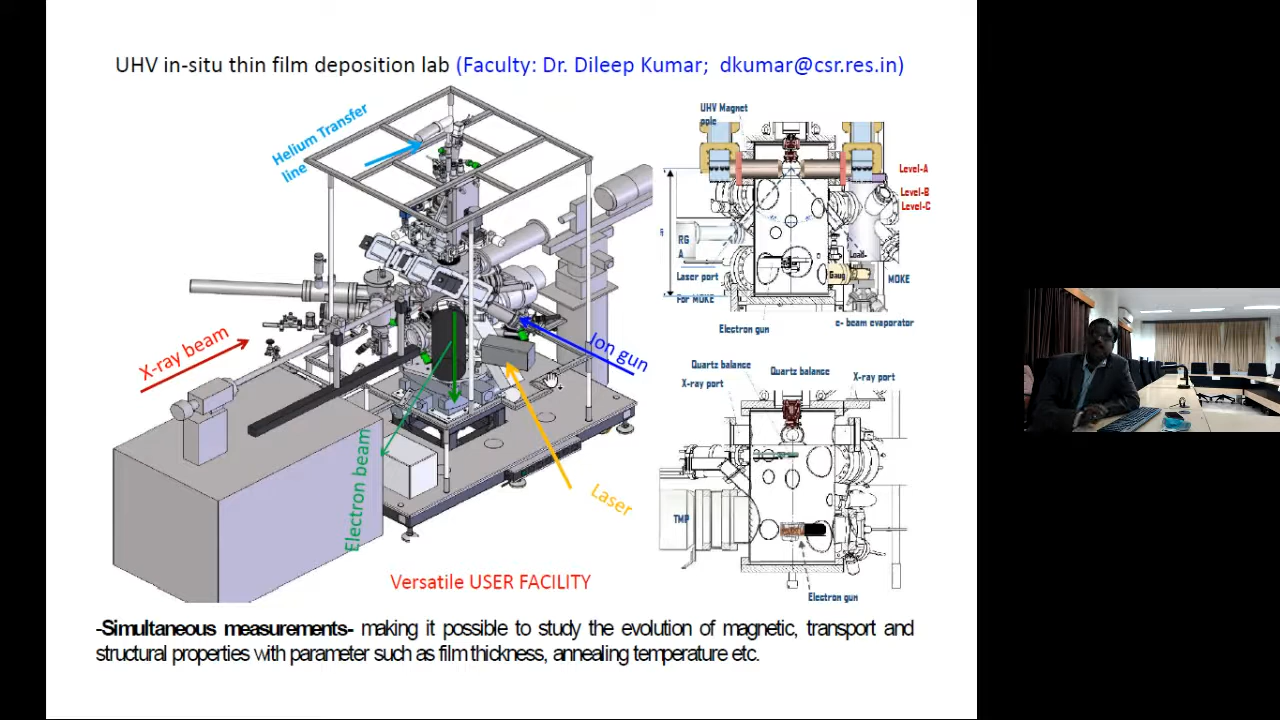 UHV in-situ thin film deposition lab (Faculty: Dr. Dileep Kumar; dkumar@csr.res.in)
Helium Transfer
line
X-ray beam
Ion gun
Electron beam
Laser
Versatile USER FACILITY
UHV Magnet
pole
Level-A
Level-B
Level-C
RG
A
Load
Laser port
For MOKE
Gaug
MOKE
Electron gun
e- beam evaporator
Quartz balance
Quartz balance
X-ray port
X-ray port
TMP
Electron gun
-Simultaneous measurements- making it possible to study the evolution of magnetic, transport and
structural properties with parameter such as film thickness, annealing temperature etc.